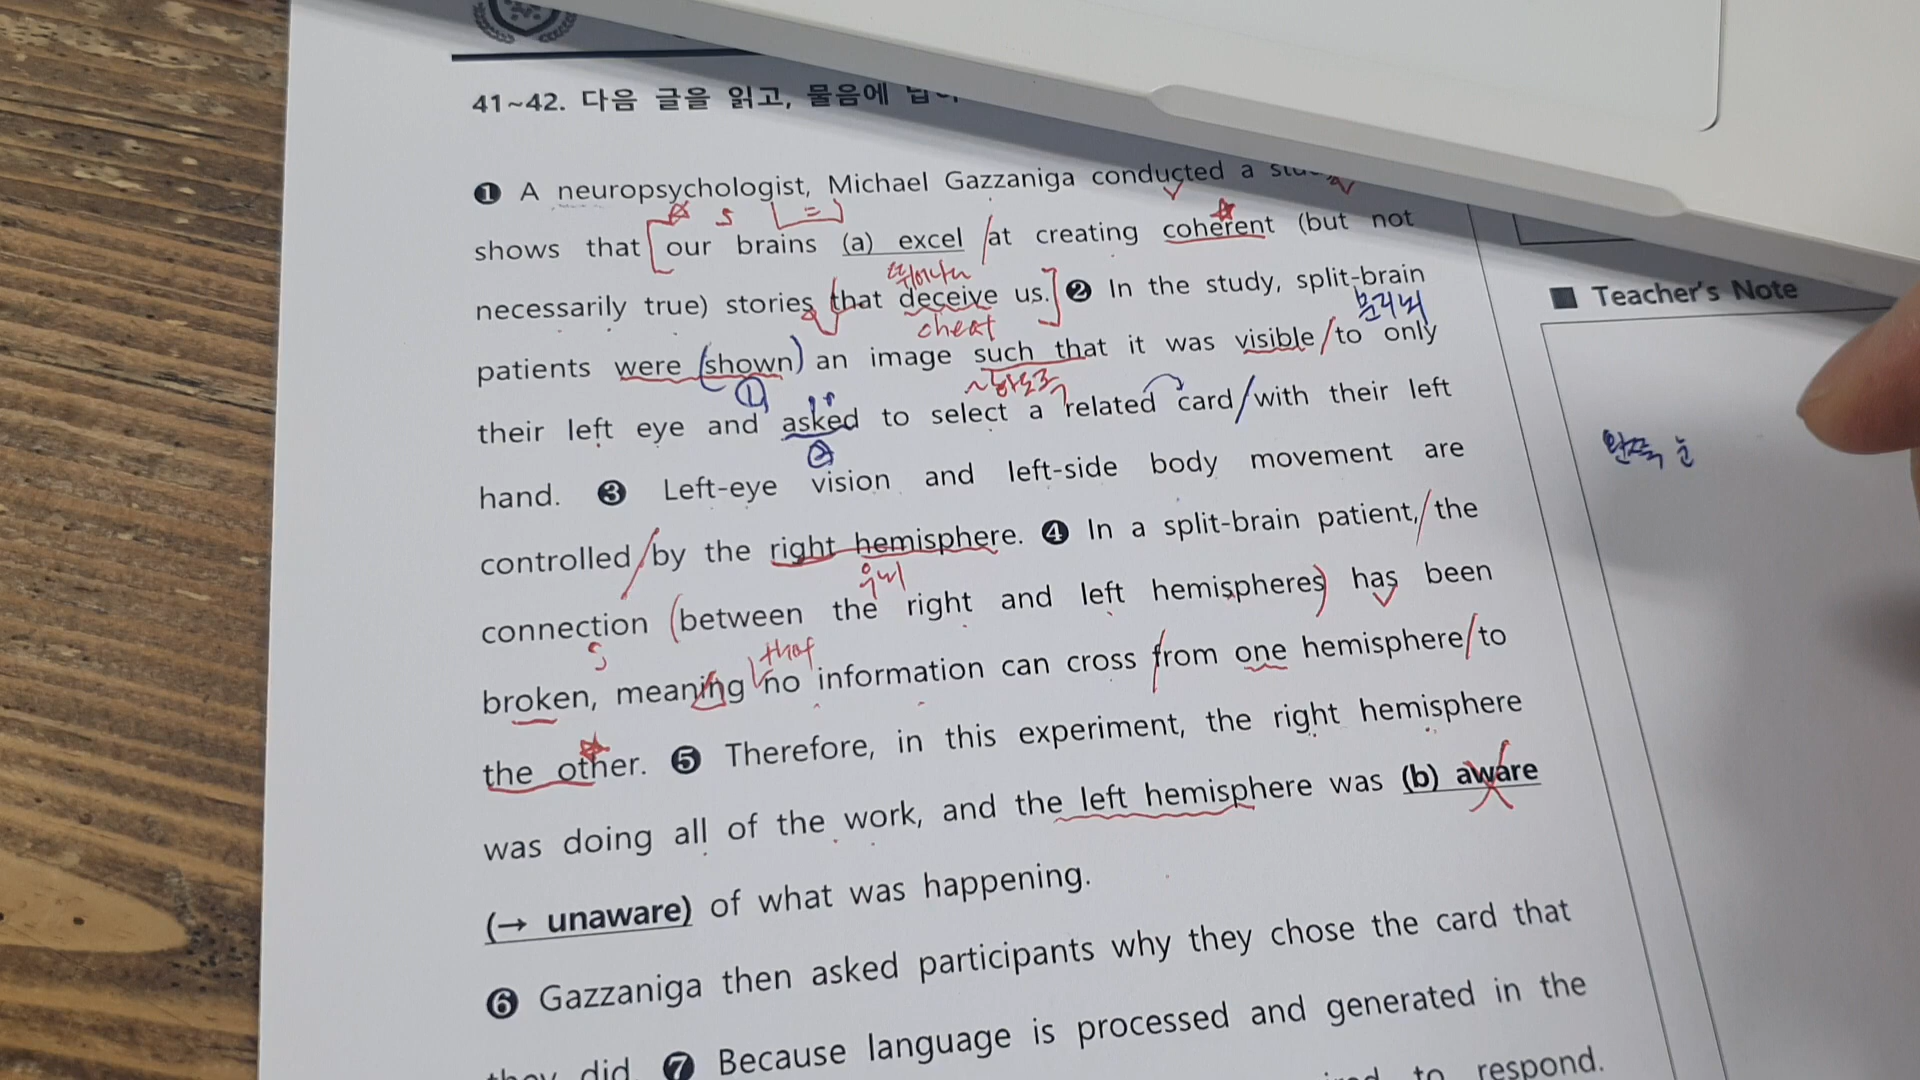 41~42. 다음 글을 읽고, 물음에
❶ A neuropsychologist, Michael Gazzaniga conducted a
shows that [our brains (a) excel / at creating coherent (but not
뛰어나다
necessarily true) stories that deceive us.] ❷ In the study, split-brain
cheat
분리뇌
patients were (shown) an image such that it was visible / to only
①
~하도록
their left eye and asked to select a related card / with their left
②
hand. ❸ Left-eye vision and left-side body movement are
controlled / by the right hemisphere. ❹ In a split-brain patient, / the
우뇌
connection (between the right and left hemispheres) has been
S
that
broken, meaning no information can cross from one hemisphere / to
the other. ❺ Therefore, in this experiment, the right hemisphere
was doing all of the work, and the left hemisphere was (b) aware
(→ unaware) of what was happening.
❻ Gazzaniga then asked participants why they chose the card that
they did. ❼ Because language is processed and generated in the
to respond.
■ Teacher's Note
왼쪽 눈